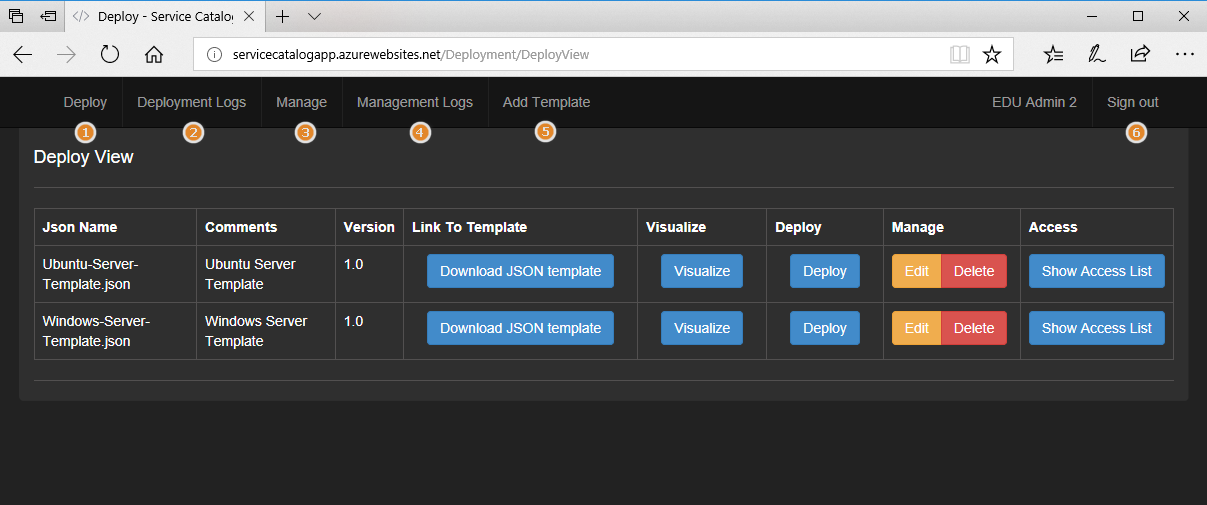 Deploy - Service Catalog
servicecatalogapp.azurewebsites.net/Deployment/DeployView
Deploy Deployment Logs Manage Management Logs Add Template EDU Admin 2 Sign out
1 2 3 4 5 6
Deploy View
Json Name Comments Version Link To Template Visualize Deploy Manage Access
Ubuntu-Server- Ubuntu Server 1.0 Download JSON template Visualize Deploy Edit Delete Show Access List
Template.json Template
Windows-Server- Windows Server 1.0 Download JSON template Visualize Deploy Edit Delete Show Access List
Template.json Template